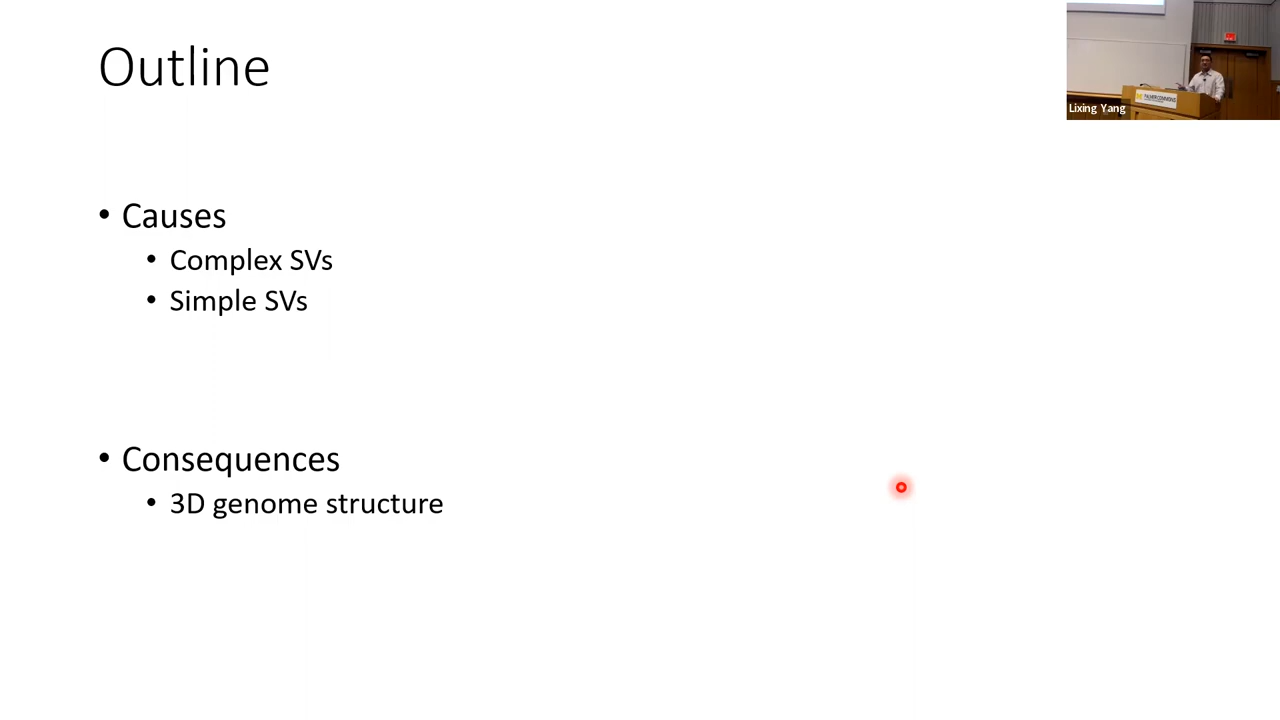 Outline
• Causes
• Complex SVs
• Simple SVs
• Consequences
• 3D genome structure
Lixing Yang